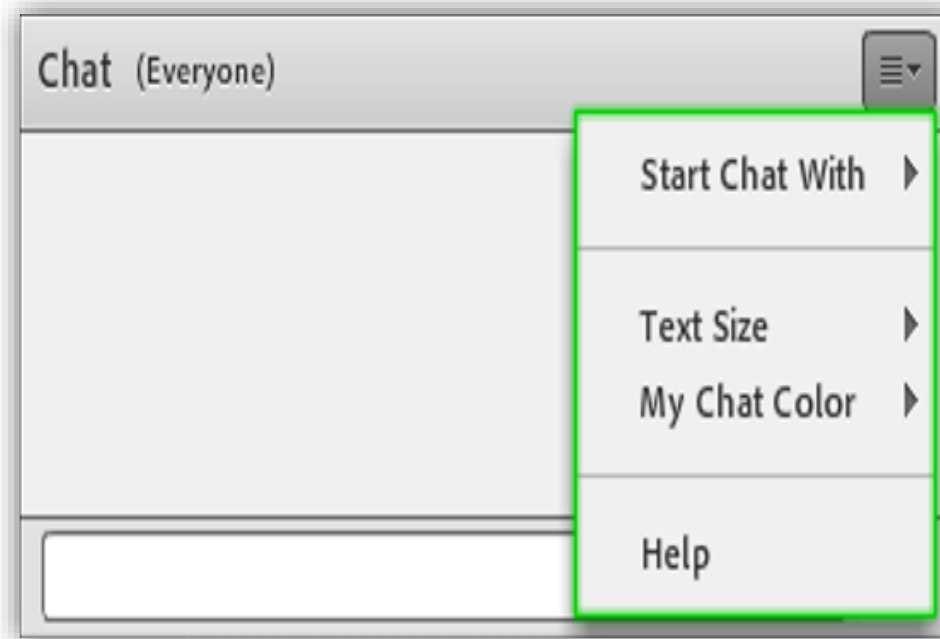 Chat (Everyone)
Start Chat With
Text Size
My Chat Color
Help